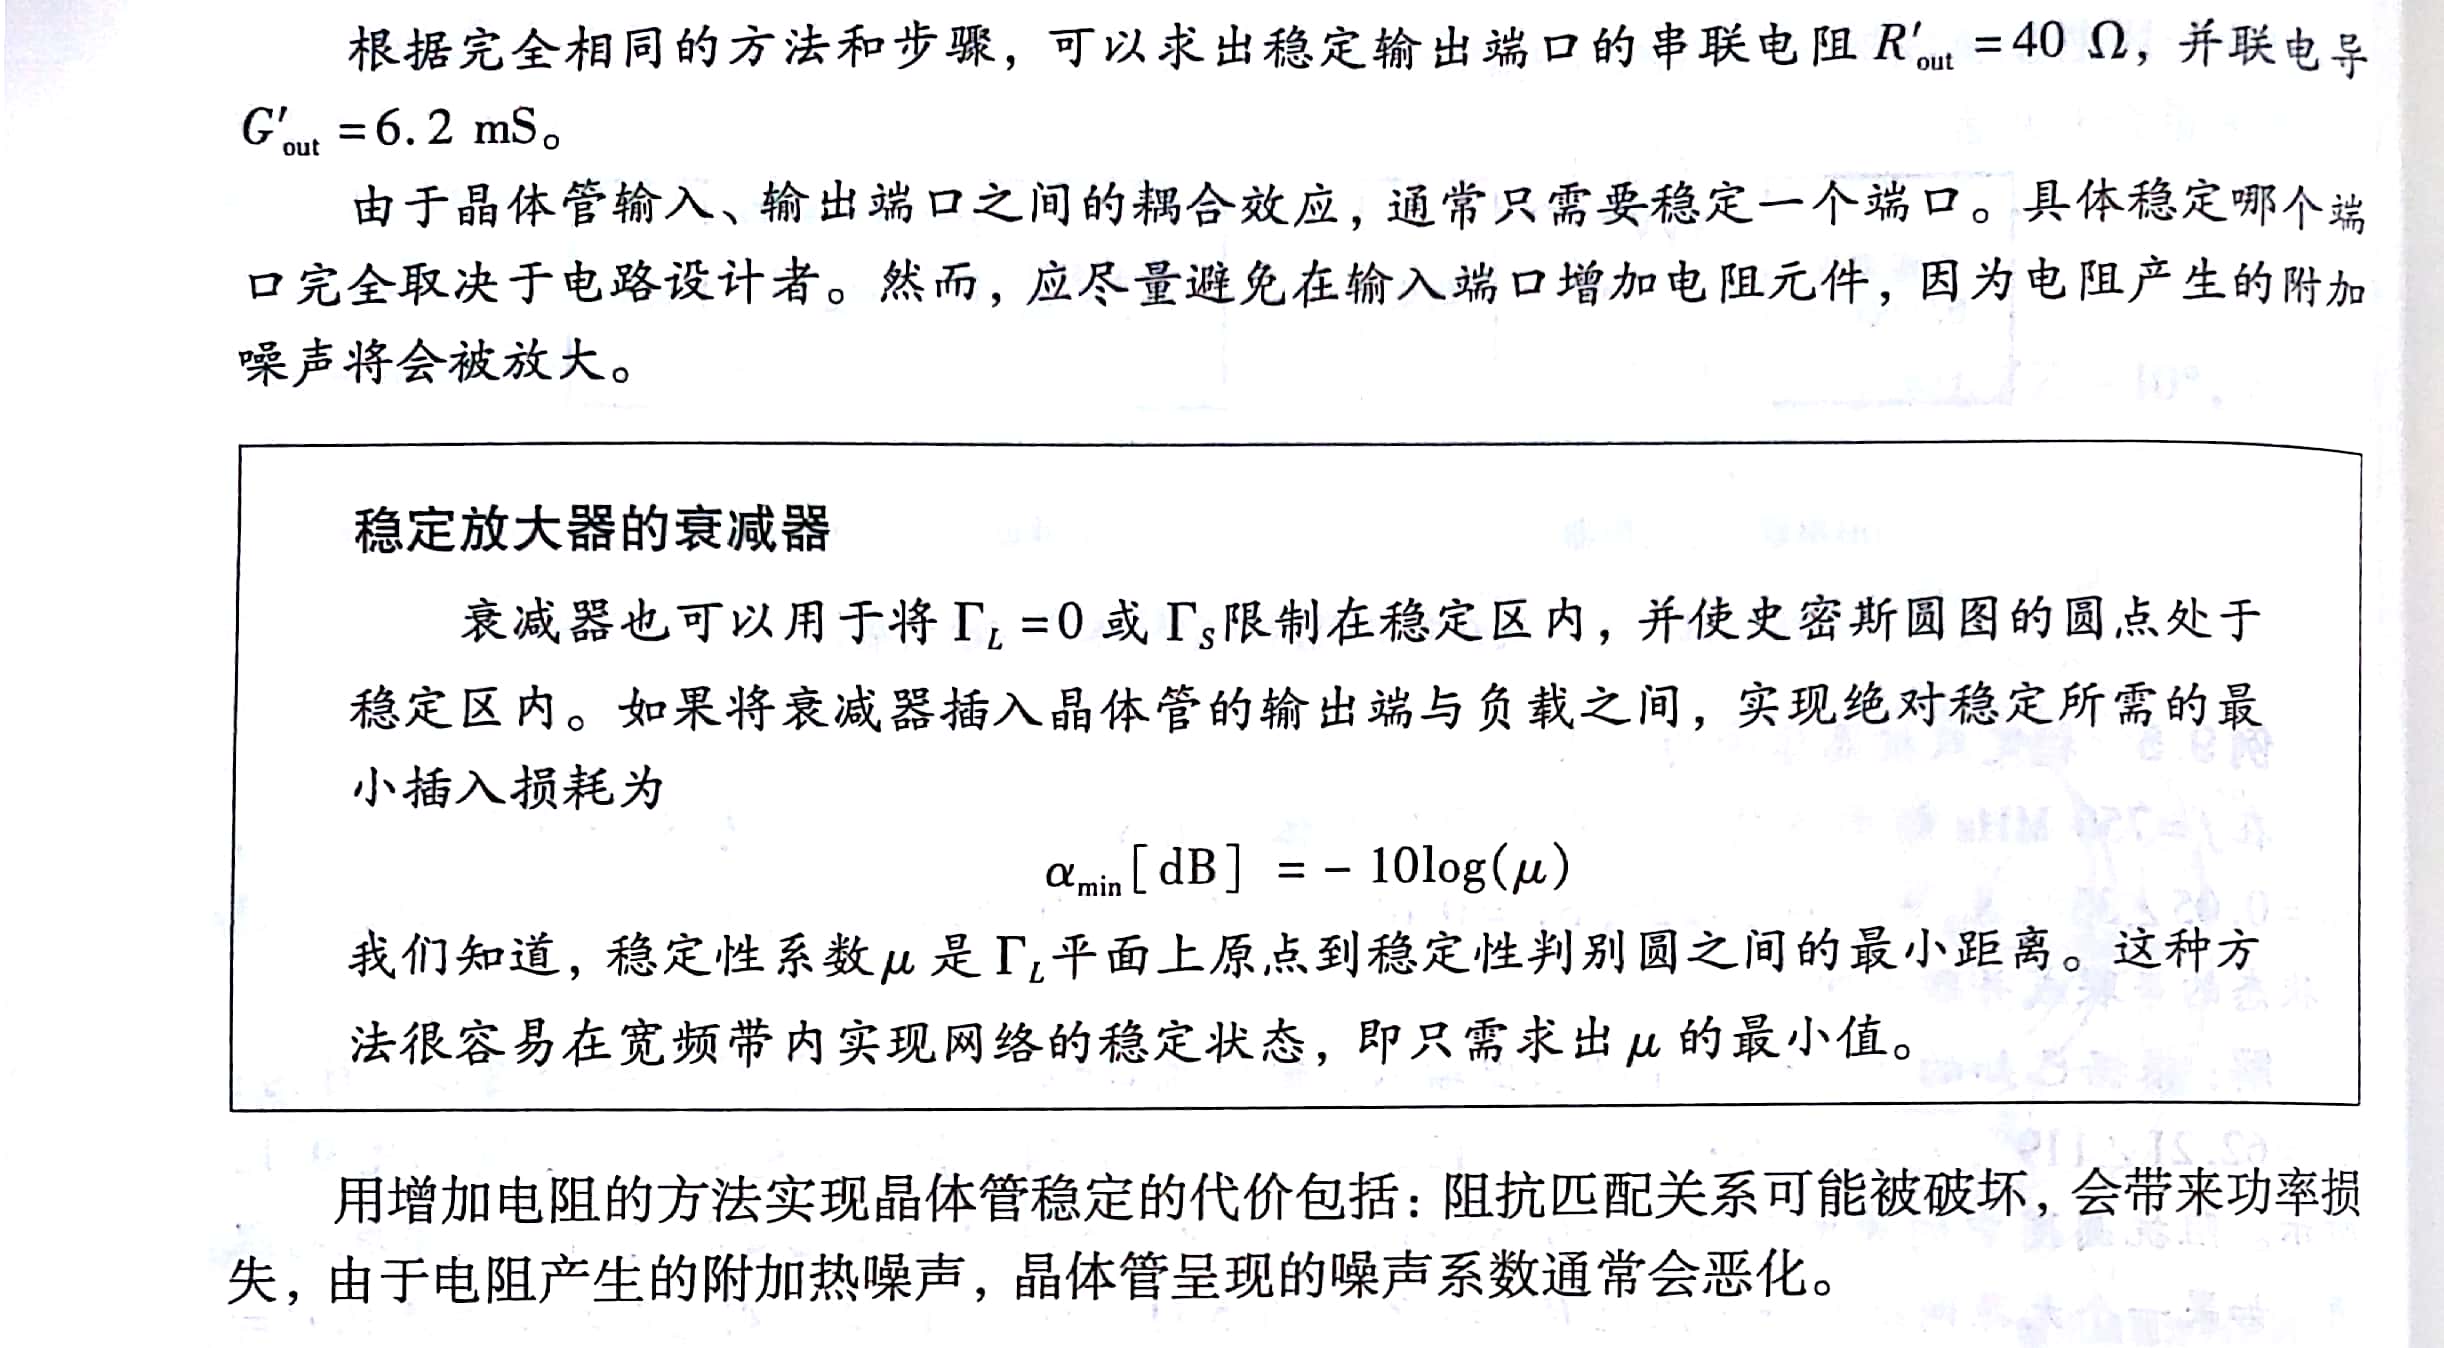 根据完全相同的方法和步骤，可以求出稳定输出端口的串联电阻 R′out = 40 Ω，并联电导
G′out = 6.2 mS。
由于晶体管输入、输出端口之间的耦合效应，通常只需要稳定一个端口。具体稳定哪个端
口完全取决于电路设计者。然而，应尽量避免在输入端口增加电阻元件，因为电阻产生的附加
噪声将会被放大。
稳定放大器的衰减器
衰减器也可以用于将 ΓL = 0 或 ΓS 限制在稳定区内，并使史密斯圆图的圆点处于
稳定区内。如果将衰减器插入晶体管的输出端与负载之间，实现绝对稳定所需的最
小插入损耗为
αmin[dB] = − 10log(μ)
我们知道，稳定性系数 μ 是 ΓL 平面上原点到稳定性判别圆之间的最小距离。这种方
法很容易在宽频带内实现网络的稳定状态，即只需求出 μ 的最小值。
用增加电阻的方法实现晶体管稳定的代价包括：阻抗匹配关系可能被破坏，会带来功率损
失，由于电阻产生的附加热噪声，晶体管呈现的噪声系数通常会恶化。